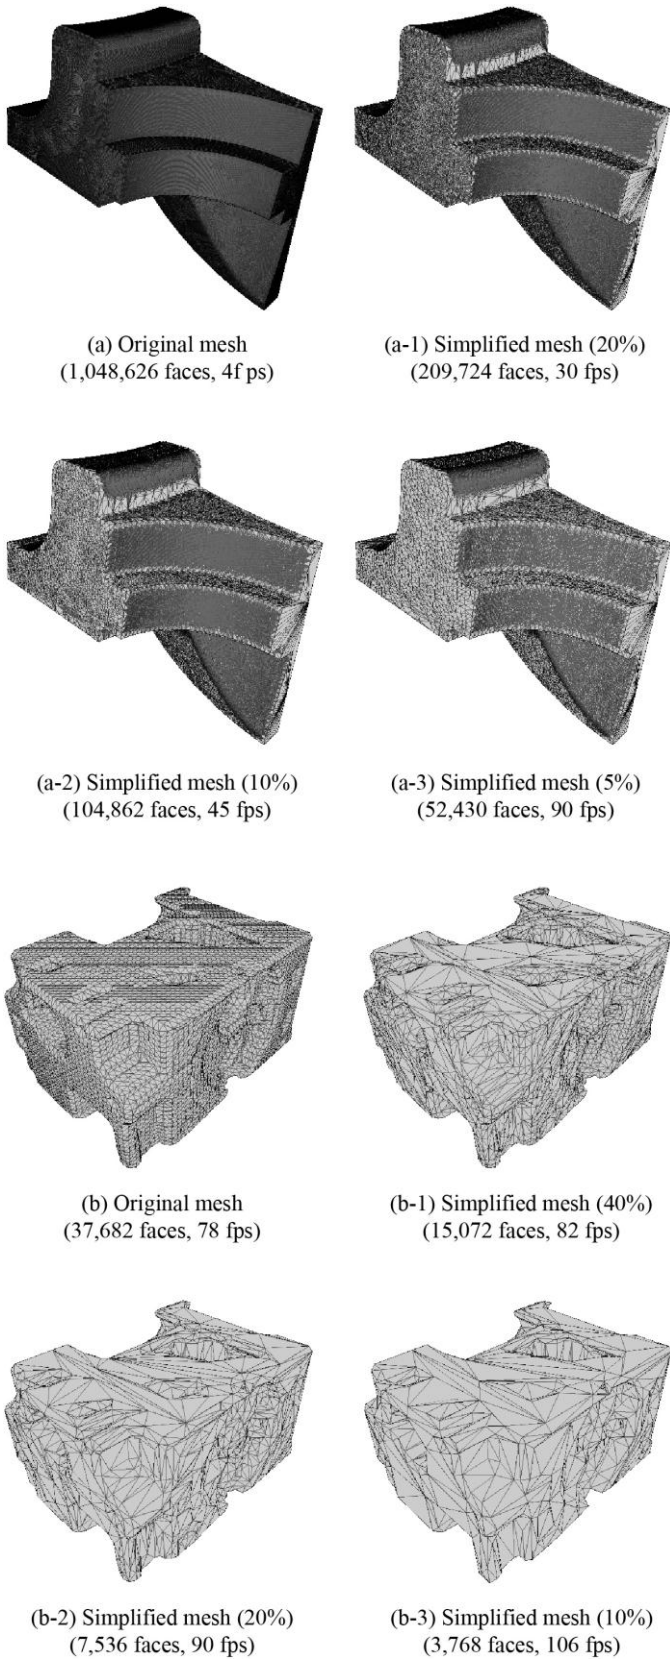 (a) Original mesh
(1,048,626 faces, 4f ps)
(a-1) Simplified mesh (20%)
(209,724 faces, 30 fps)
(a-2) Simplified mesh (10%)
(104,862 faces, 45 fps)
(a-3) Simplified mesh (5%)
(52,430 faces, 90 fps)
(b) Original mesh
(37,682 faces, 78 fps)
(b-1) Simplified mesh (40%)
(15,072 faces, 82 fps)
(b-2) Simplified mesh (20%)
(7,536 faces, 90 fps)
(b-3) Simplified mesh (10%)
(3,768 faces, 106 fps)